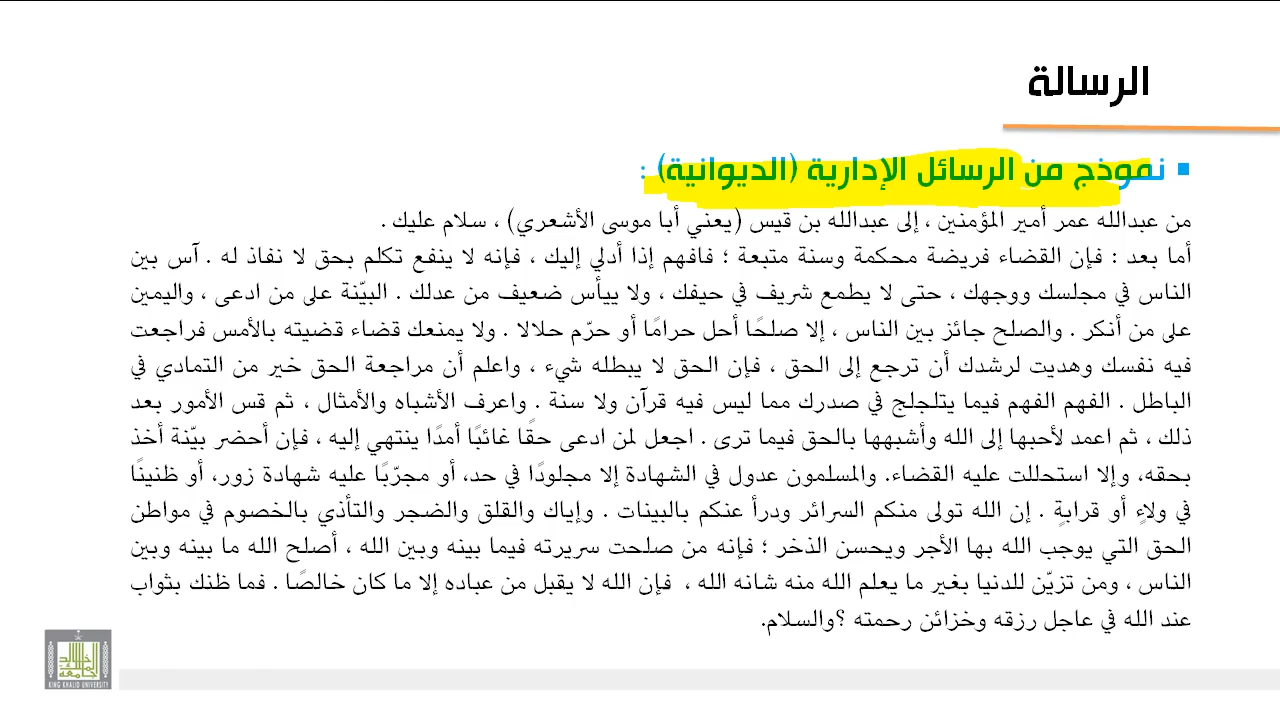 الرسالة
▪ نموذج من الرسائل الإدارية (الديوانية) :
من عبدالله عمر أمير المؤمنين ، إلى عبدالله بن قيس (يعني أبا موسى الأشعري) ، سلام عليك .
أما بعد : فإن القضاء فريضة محكمة وسنة متبعة ؛ فافهم إذا أدلي إليك ، فإنه لا ينفع تكلم بحق لا نفاذ له . آس بين
الناس في مجلسك ووجهك ، حتى لا يطمع شريف في حيفك ، ولا ييأس ضعيف من عدلك . البيّنة على من ادعى ، واليمين
على من أنكر . والصلح جائز بين الناس ، إلا صلحًا أحل حرامًا أو حرّم حلالا . ولا يمنعك قضاء قضيته بالأمس فراجعت
فيه نفسك وهديت لرشدك أن ترجع إلى الحق ، فإن الحق لا يبطله شيء ، واعلم أن مراجعة الحق خير من التمادي في
الباطل . الفهم الفهم فيما يتلجلج في صدرك مما ليس فيه قرآن ولا سنة . واعرف الأشباه والأمثال ، ثم قس الأمور بعد
ذلك ، ثم اعمد لأحبها إلى الله وأشبهها بالحق فيما ترى . اجعل لمن ادعى حقًا غائبًا أمدًا ينتهي إليه ، فإن أحضر بيّنة أخذ
بحقه، وإلا استحللت عليه القضاء. والمسلمون عدول في الشهادة إلا مجلودًا في حد، أو مجرّبًا عليه شهادة زور، أو ظنينًا
في ولاءٍ أو قرابةٍ . إن الله تولى منكم السرائر ودرأ عنكم بالبينات . وإياك والقلق والضجر والتأذي بالخصوم في مواطن
الحق التي يوجب الله بها الأجر ويحسن الذخر ؛ فإنه من صلحت سريرته فيما بينه وبين الله ، أصلح الله ما بينه وبين
الناس ، ومن تزيّن للدنيا بغير ما يعلم الله منه شانه الله ، فإن الله لا يقبل من عباده إلا ما كان خالصًا . فما ظنك بثواب
عند الله في عاجل رزقه وخزائن رحمته ؟والسلام.
جامعة الملك خالد
KING KHALID UNIVERSITY